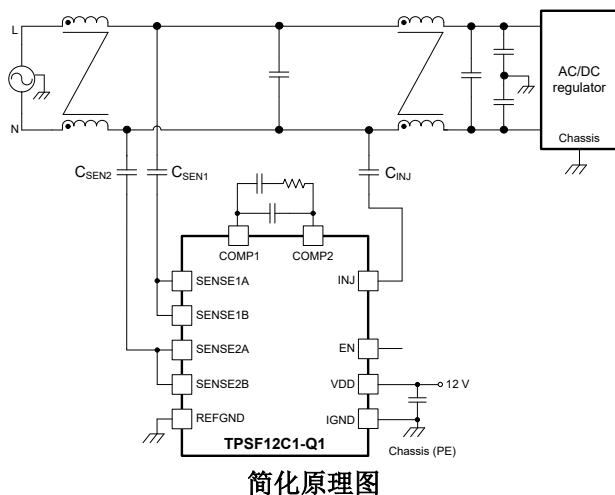 L
N
AC/DC
regulator
Chassis
CSEN2
CSEN1
CINJ
COMP1
COMP2
SENSE1A
INJ
SENSE1B
SENSE2A
EN
SENSE2B
VDD
12 V
REFGND
IGND
TPSF12C1-Q1
Chassis (PE)
简化原理图